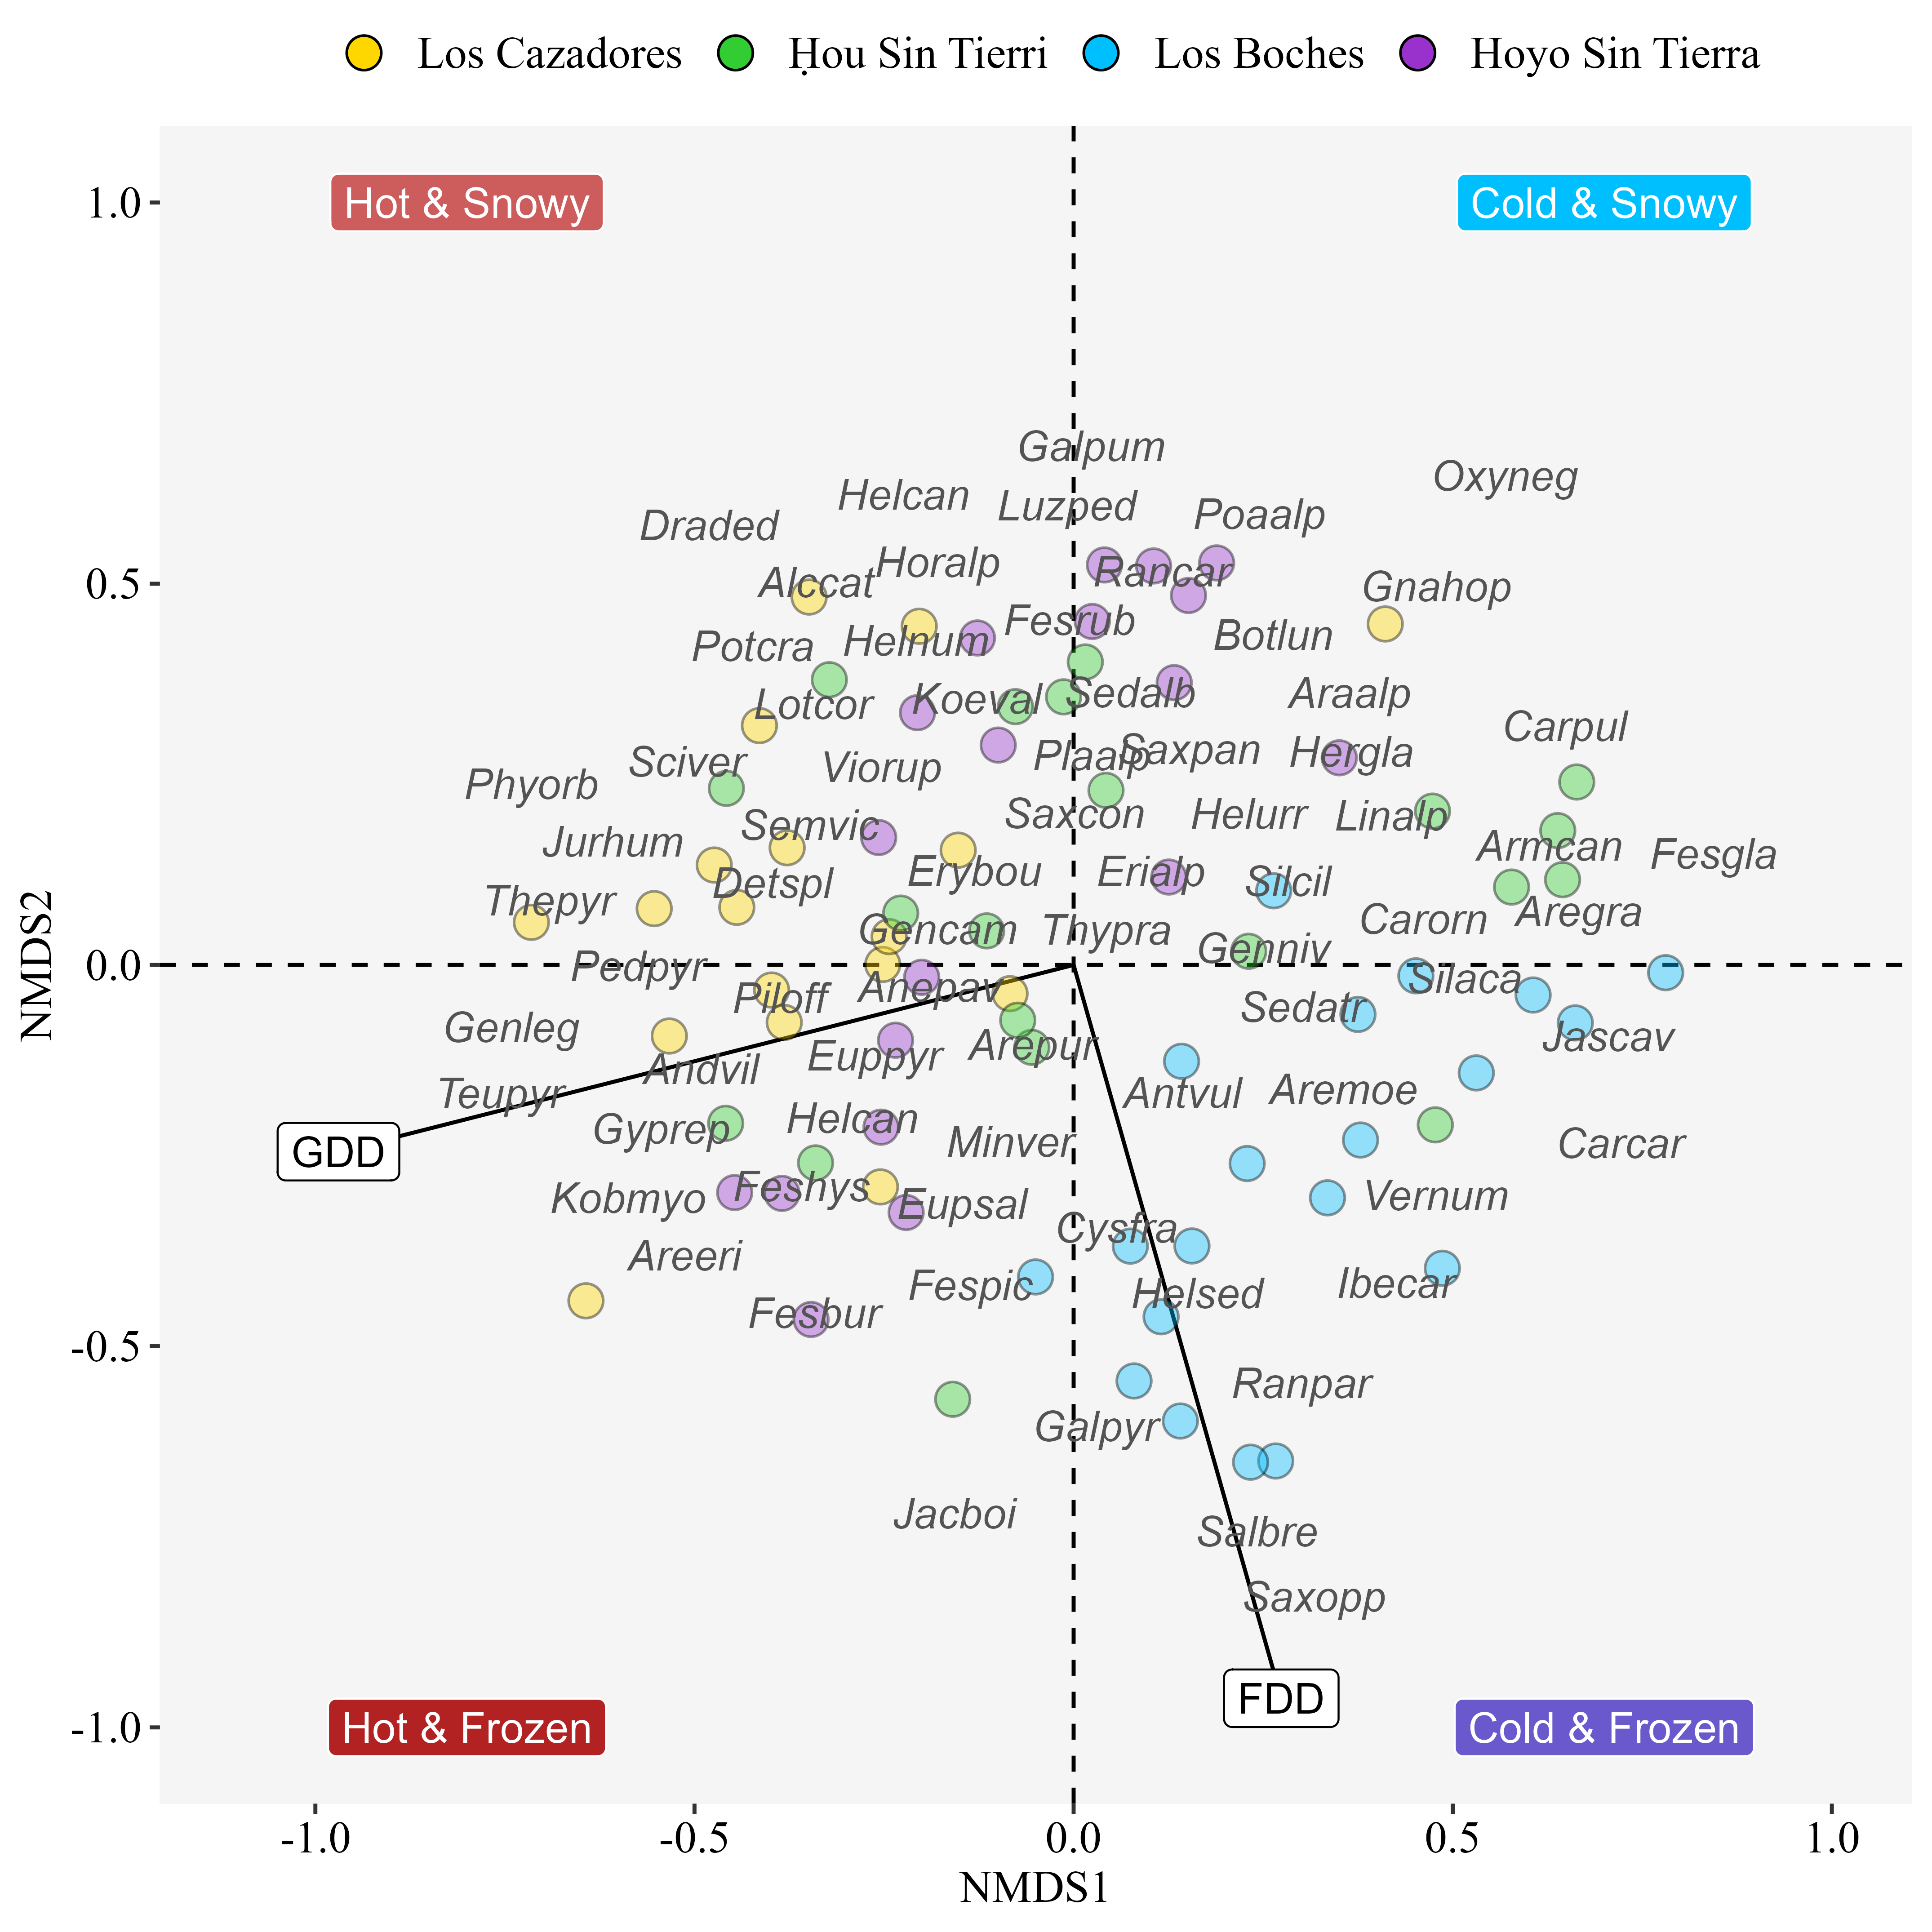 Los Cazadores Ḥou Sin Tierri Los Boches Hoyo Sin Tierra
Hot & Snowy Cold & Snowy
1.0
Galpum
Oxyneg
Helcan
Luzped
Poaalp
Draded
Horalp
Rancar
0.5
Alccat
Gnahop
Fesrub
Botlun
Helnum
Potcra
Koeval
Sedalb
Araalp
Lotcor
Carpul
Saxpan
Hergla
Plaalp
Sciver
Viorup
Phyorb
Saxcon
Helurr
Linalp
Semvic
Jurhum
Armcan
Fesgla
Erybou
Erialp
Silcil
Detspl
Thepyr
Aregra
Carorn
Gencam
Thypra
Genniv
NMDS2
0.0
Pedpyr
Silaca
Anepav
Piloff
Sedatr
Genleg
Jascav
Arepur
Euppyr
Andvil
Aremoe
Teupyr
Antvul
Helcan
Gyprep
Minver
Carcar
GDD
Feshys
Kobmyo
Vernum
Eupsal
Cysfra
Areeri
Fespic
Ibecar
Helsed
Fesbur
-0.5
Ranpar
Galpyr
Jacboi
Salbre
Saxopp
FDD
-1.0
Hot & Frozen Cold & Frozen
-1.0 -0.5 0.0 0.5 1.0
NMDS1